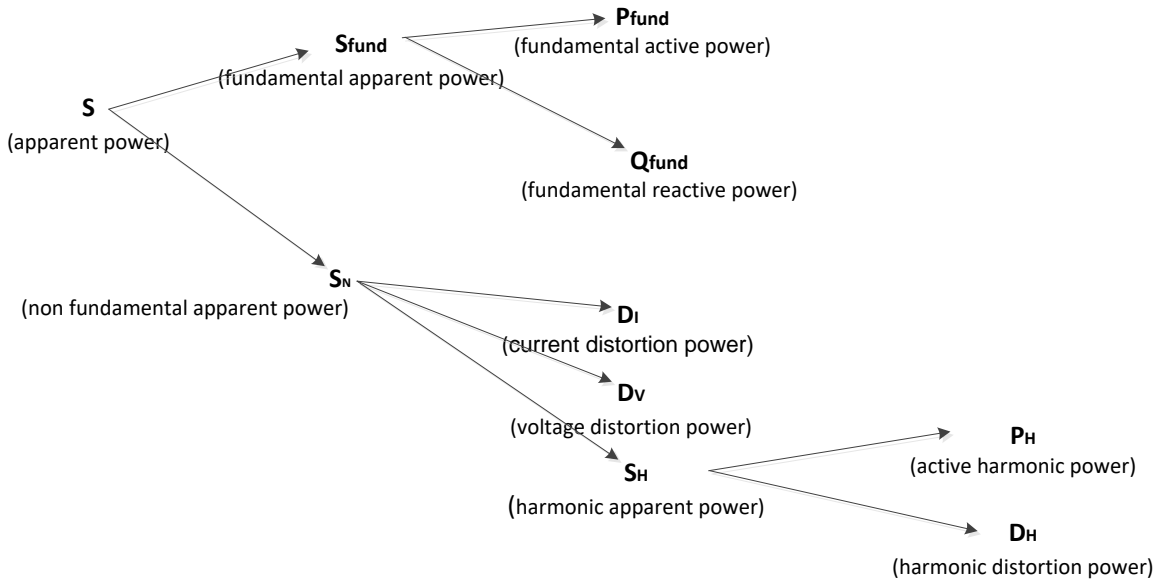 Pfund
(fundamental active power)
Sfund
(fundamental apparent power)
S
(apparent power)
Qfund
(fundamental reactive power)
SN
(non fundamental apparent power)
DI
(current distortion power)
DV
(voltage distortion power)
SH
(harmonic apparent power)
PH
(active harmonic power)
DH
(harmonic distortion power)